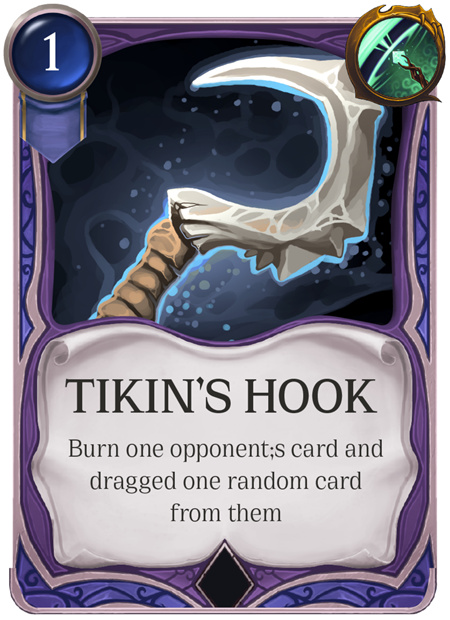 1
TIKIN'S HOOK
Burn one opponent;s card and
dragged one random card
from them